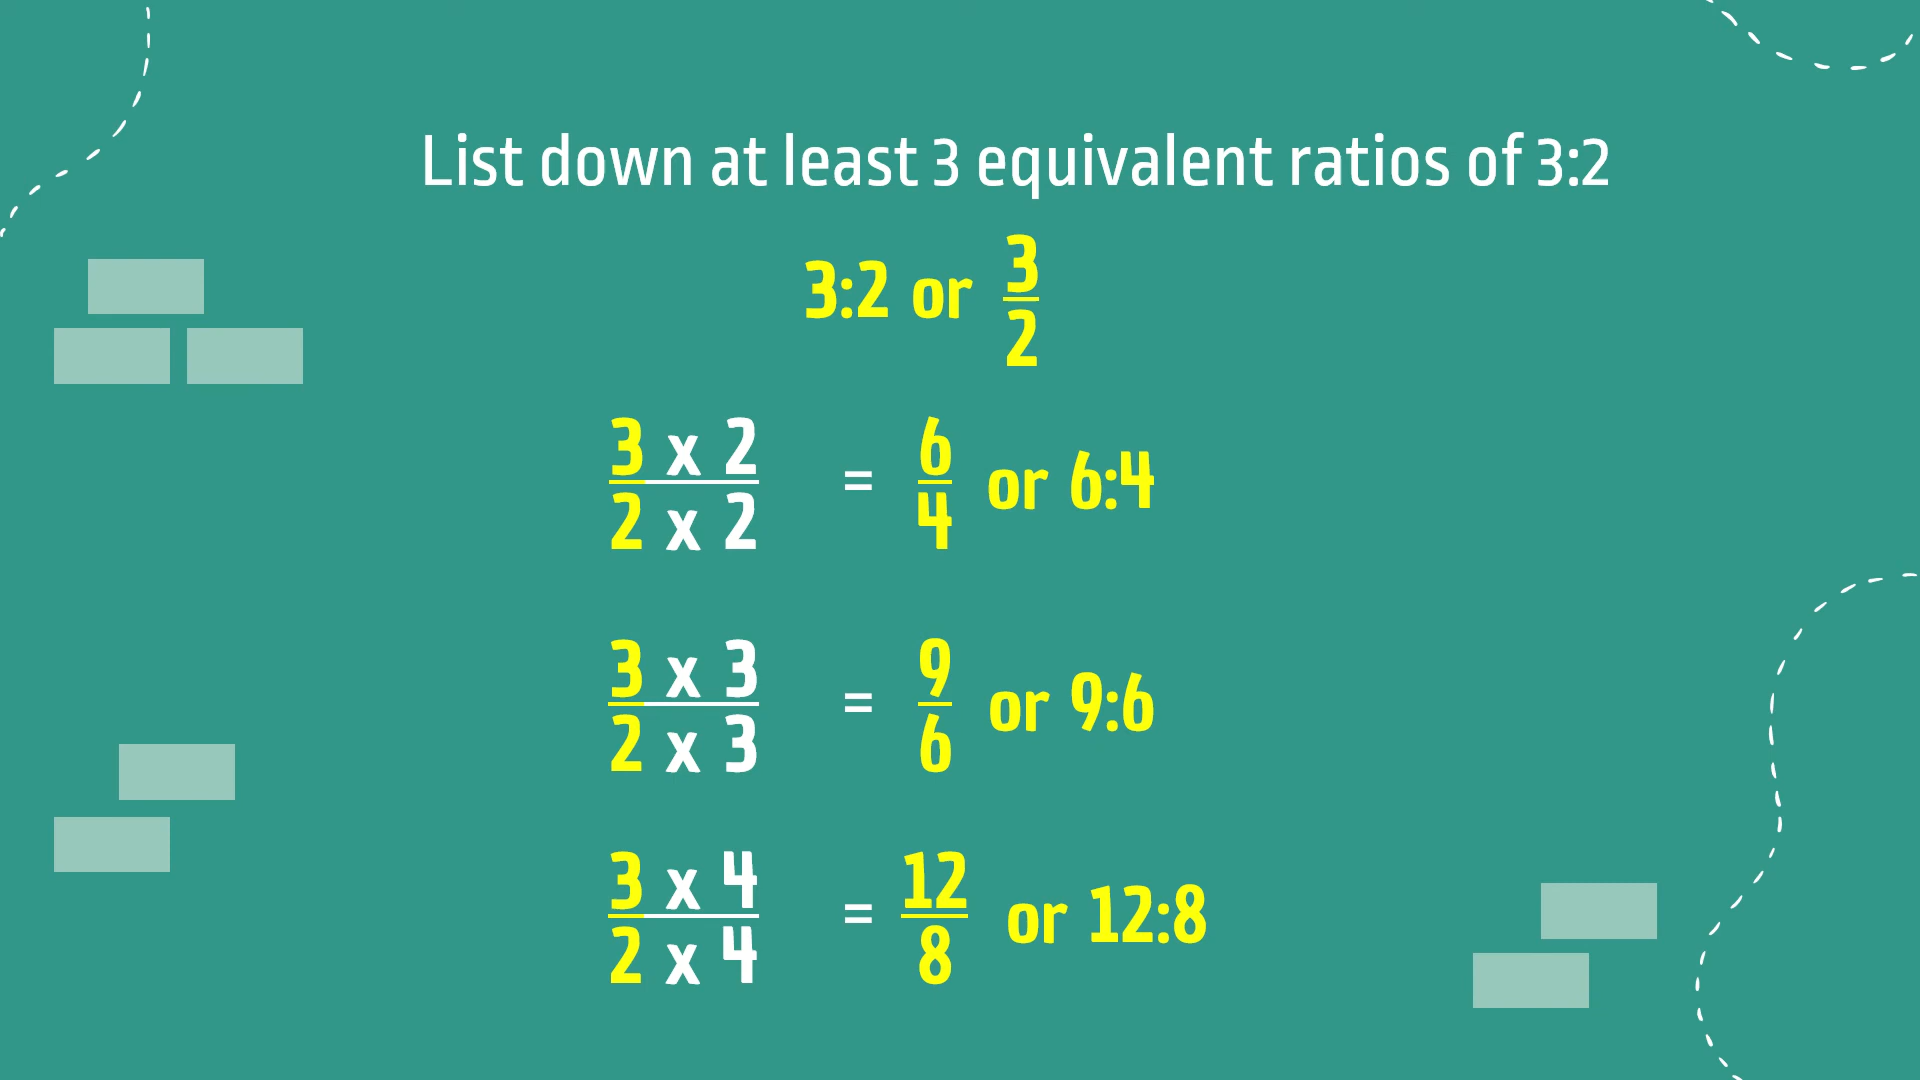 List down at least 3 equivalent ratios of 3:2
3:2 or 3/2
3 x 2 / 2 x 2 = 6/4 or 6:4
3 x 3 / 2 x 3 = 9/6 or 9:6
3 x 4 / 2 x 4 = 12/8 or 12:8